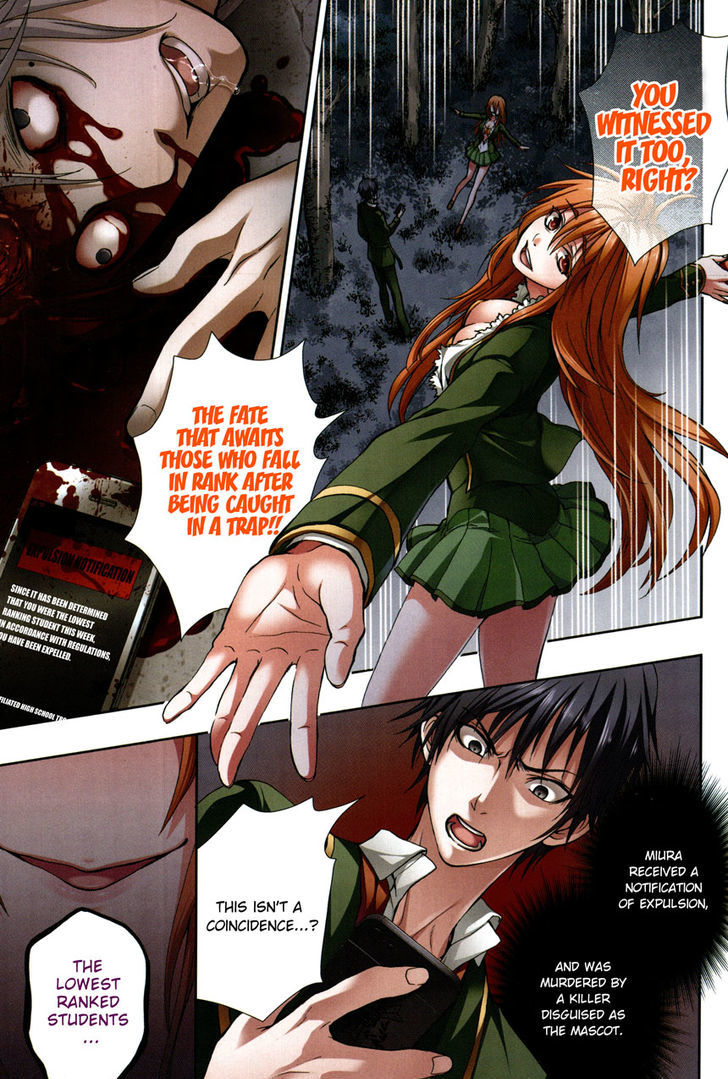 YOU
WITNESSED
IT TOO,
RIGHT?
THE FATE
THAT AWAITS
THOSE WHO FALL
IN RANK AFTER
BEING CAUGHT
IN A TRAP!!
EXPULSION NOTIFICATION
SINCE IT HAS BEEN DETERMINED
THAT YOU WERE THE LOWEST
RANKING STUDENT THIS WEEK,
IN ACCORDANCE WITH REGULATIONS,
YOU HAVE BEEN EXPELLED.
FILIATED HIGH SCHOOL
MIURA
RECEIVED A
NOTIFICATION
OF EXPULSION,
AND WAS
MURDERED BY
A KILLER
DISGUISED AS
THE MASCOT.
THIS ISN'T A
COINCIDENCE...?
THE
LOWEST
RANKED
STUDENTS
...